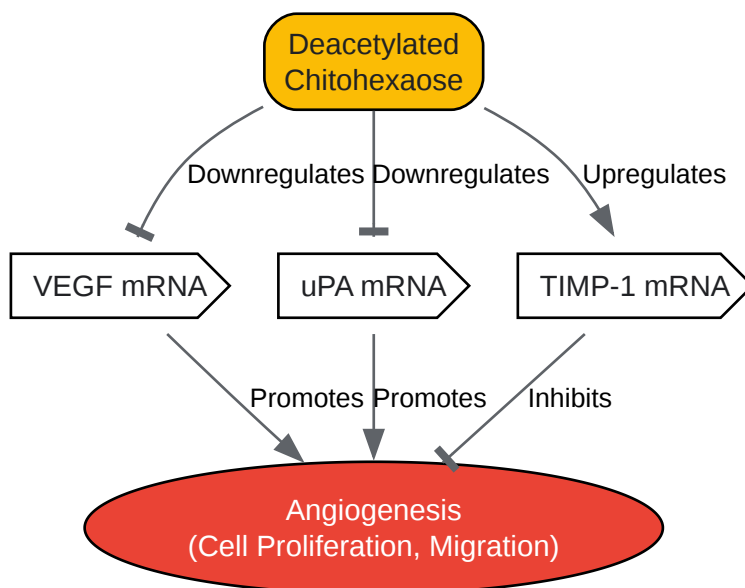 Deacetylated
Chitohexaose
Downregulates Downregulates Upregulates
VEGF mRNA uPA mRNA TIMP-1 mRNA
Promotes Promotes Inhibits
Angiogenesis
(Cell Proliferation, Migration)